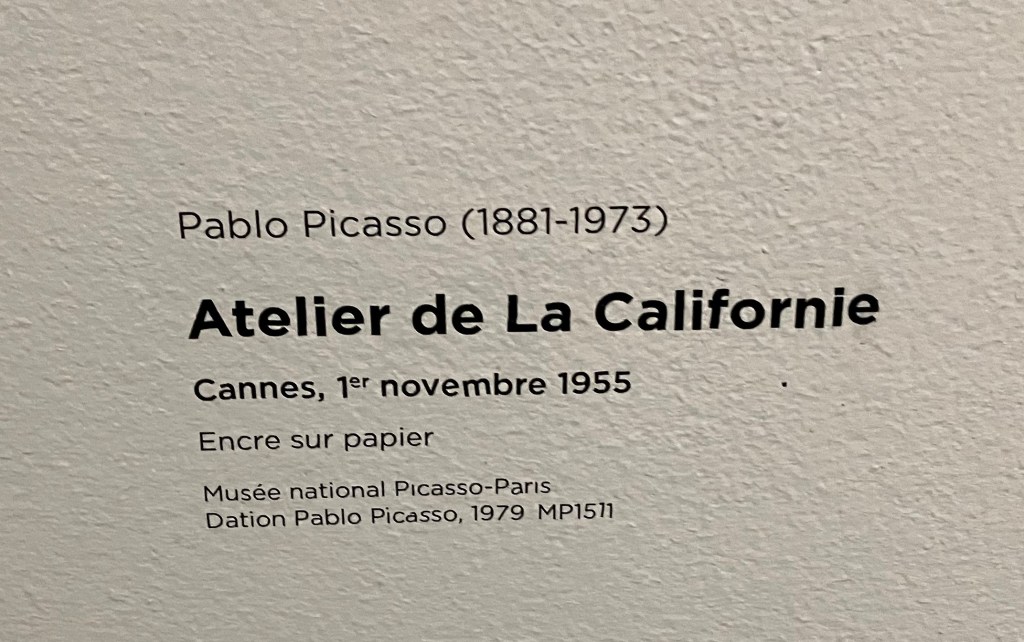 Pablo Picasso (1881-1973)
Atelier de La Californie
Cannes, 1er novembre 1955
Encre sur papier
Musée national Picasso-Paris
Dation Pablo Picasso, 1979 MP1511